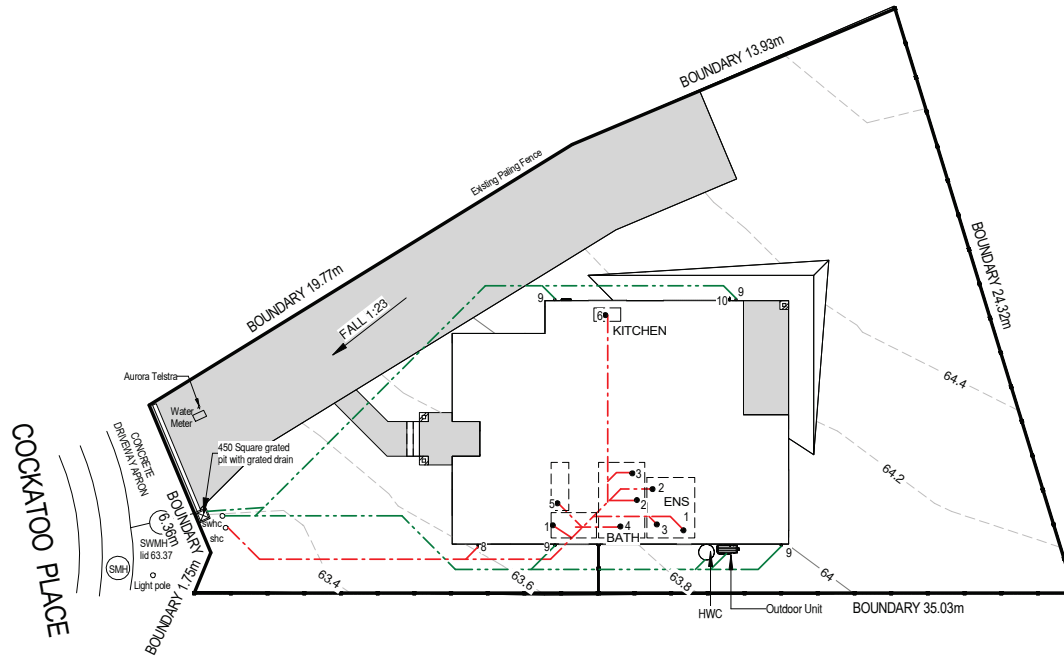 BOUNDARY 13.93m
Existing Paling Fence
BOUNDARY 19.77m
FALL 1:23
BOUNDARY 24.32m
9
10
9
6
KITCHEN
64.4
Aurora Telstra
Water
Meter
CONCRETE
DRIVEWAY APRON
450 Square grated
pit with grated drain
COCKATOO PLACE
64.2
3
2
ENS
2
5
1
4
3
1
BATH
BOUNDARY
6.36m
swhc
shc
SWMH
lid 63.37
SMH
Light pole
BOUNDARY 1.75m
8
9
9
63.4
63.6
63.8
64
HWC
Outdoor Unit
BOUNDARY 35.03m